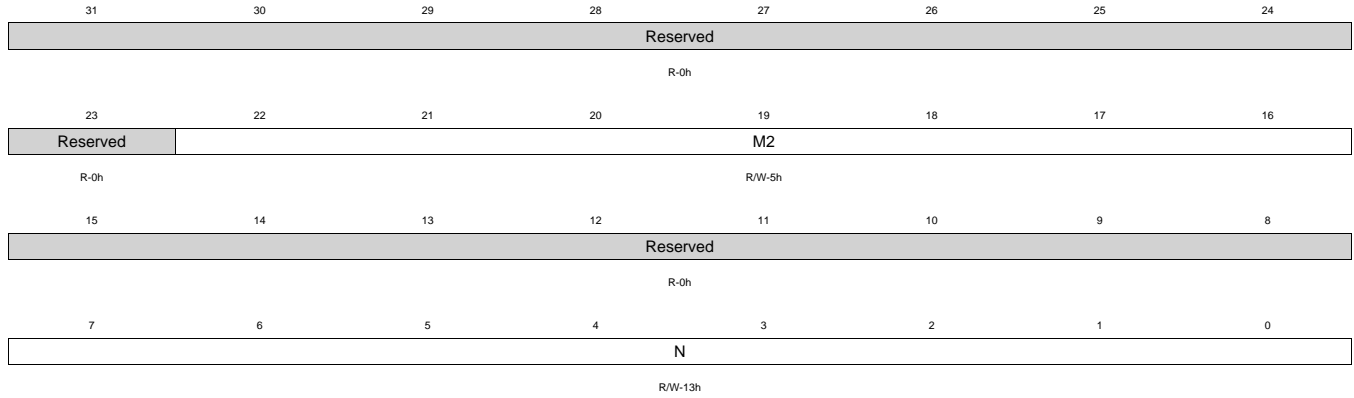 31 30 29 28 27 26 25 24
Reserved
R-0h
23 22 21 20 19 18 17 16
Reserved M2
R-0h R/W-5h
15 14 13 12 11 10 9 8
Reserved
R-0h
7 6 5 4 3 2 1 0
N
R/W-13h